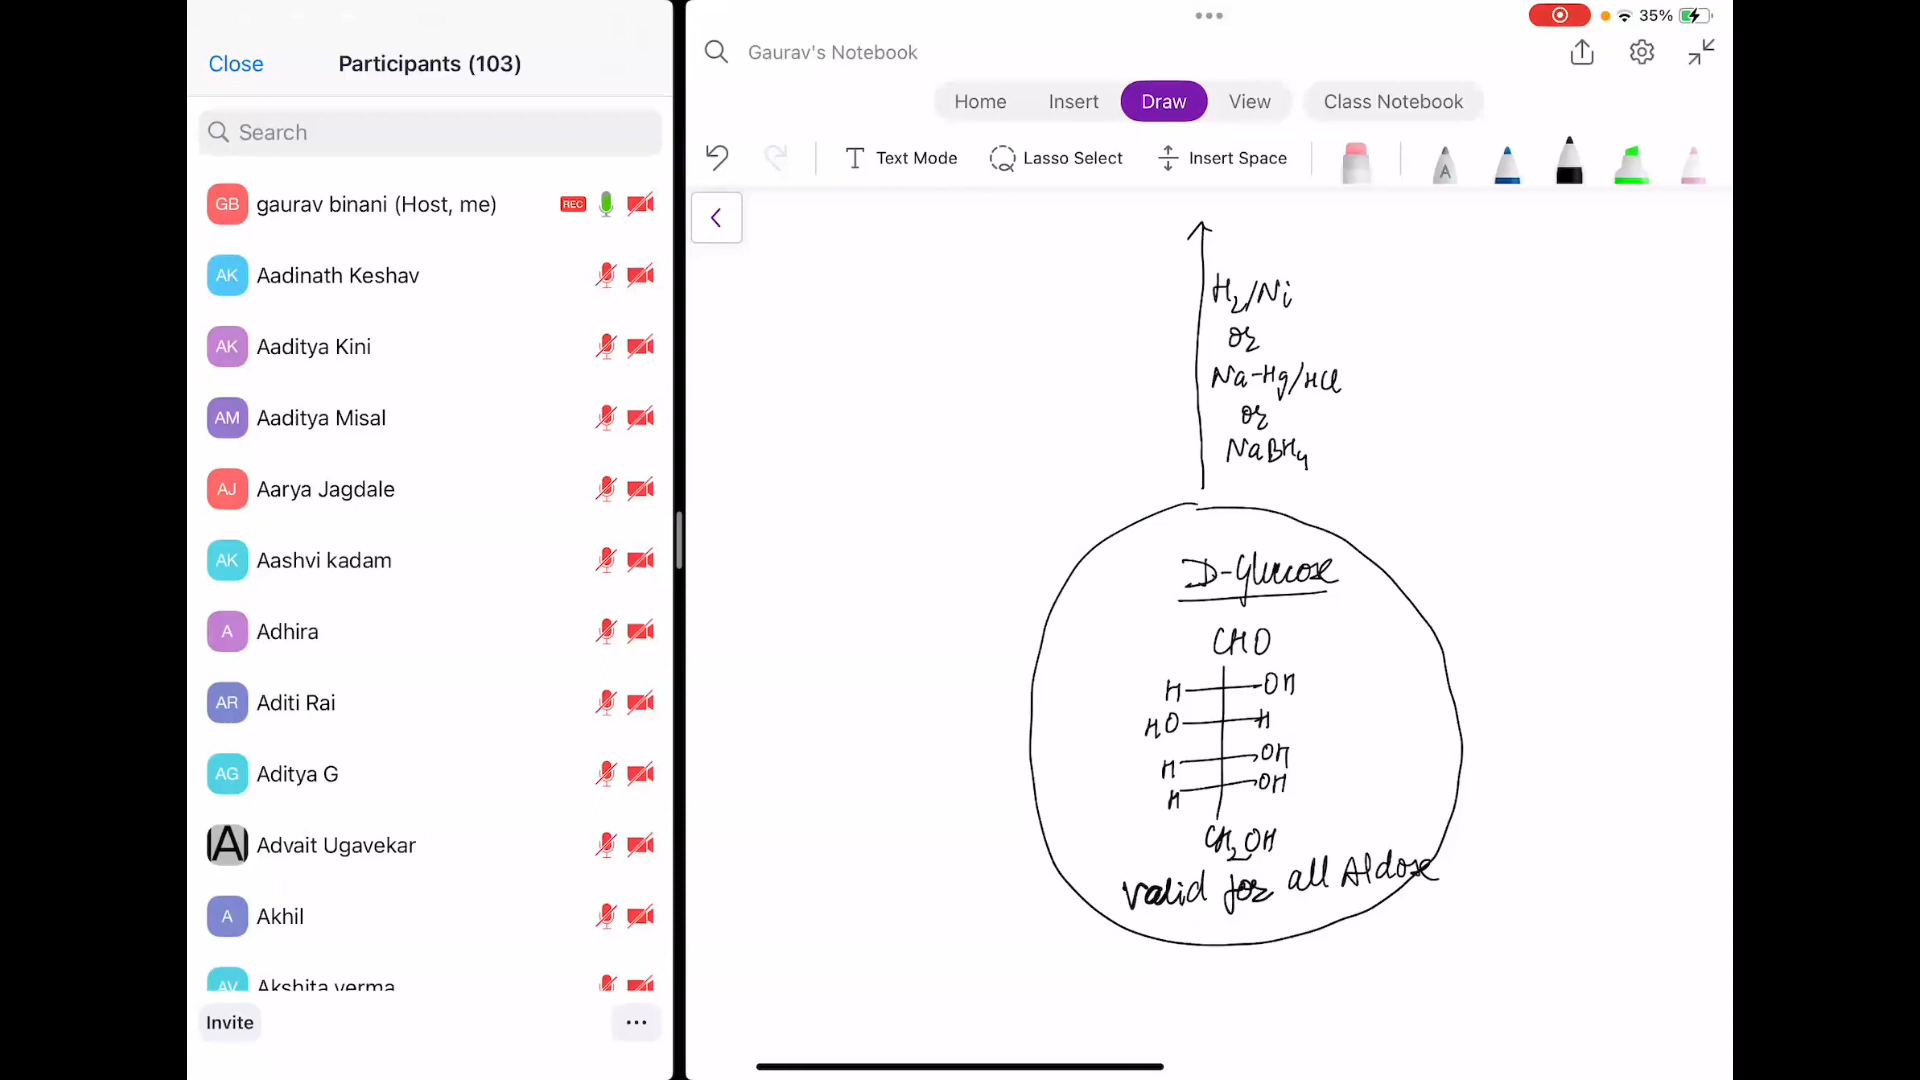 35%
Close
Participants (103)
Search
GB gaurav binani (Host, me) REC
AK Aadinath Keshav
AK Aaditya Kini
AM Aaditya Misal
AJ Aarya Jagdale
AK Aashvi kadam
A Adhira
AR Aditi Rai
AG Aditya G
A Advait Ugavekar
A Akhil
AV Akshita verma
Invite
Gaurav's Notebook
Home Insert Draw View Class Notebook
T Text Mode Lasso Select Insert Space A
H2/Ni
or
Na-Hg/HCl
or
NaBH4
D-Glucose
CHO
H OH
HO H
H OH
H OH
CH2OH
valid for all Aldose